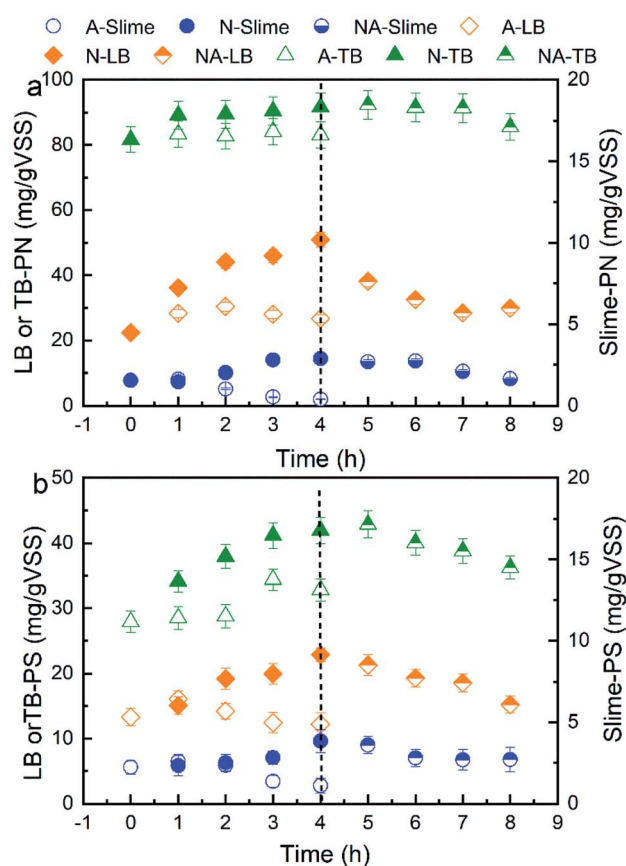 A-Slime N-Slime NA-Slime A-LB
N-LB NA-LB A-TB N-TB NA-TB
a
100 20
80 15
60
10
40
5
20
0 0
LB or TB-PN (mg/gVSS)
Slime-PN (mg/gVSS)
-1 0 1 2 3 4 5 6 7 8 9
Time (h)
b
50 20
40 15
30
10
20
5
10
0 0
LB orTB-PS (mg/gVSS)
Slime-PS (mg/gVSS)
-1 0 1 2 3 4 5 6 7 8 9
Time (h)